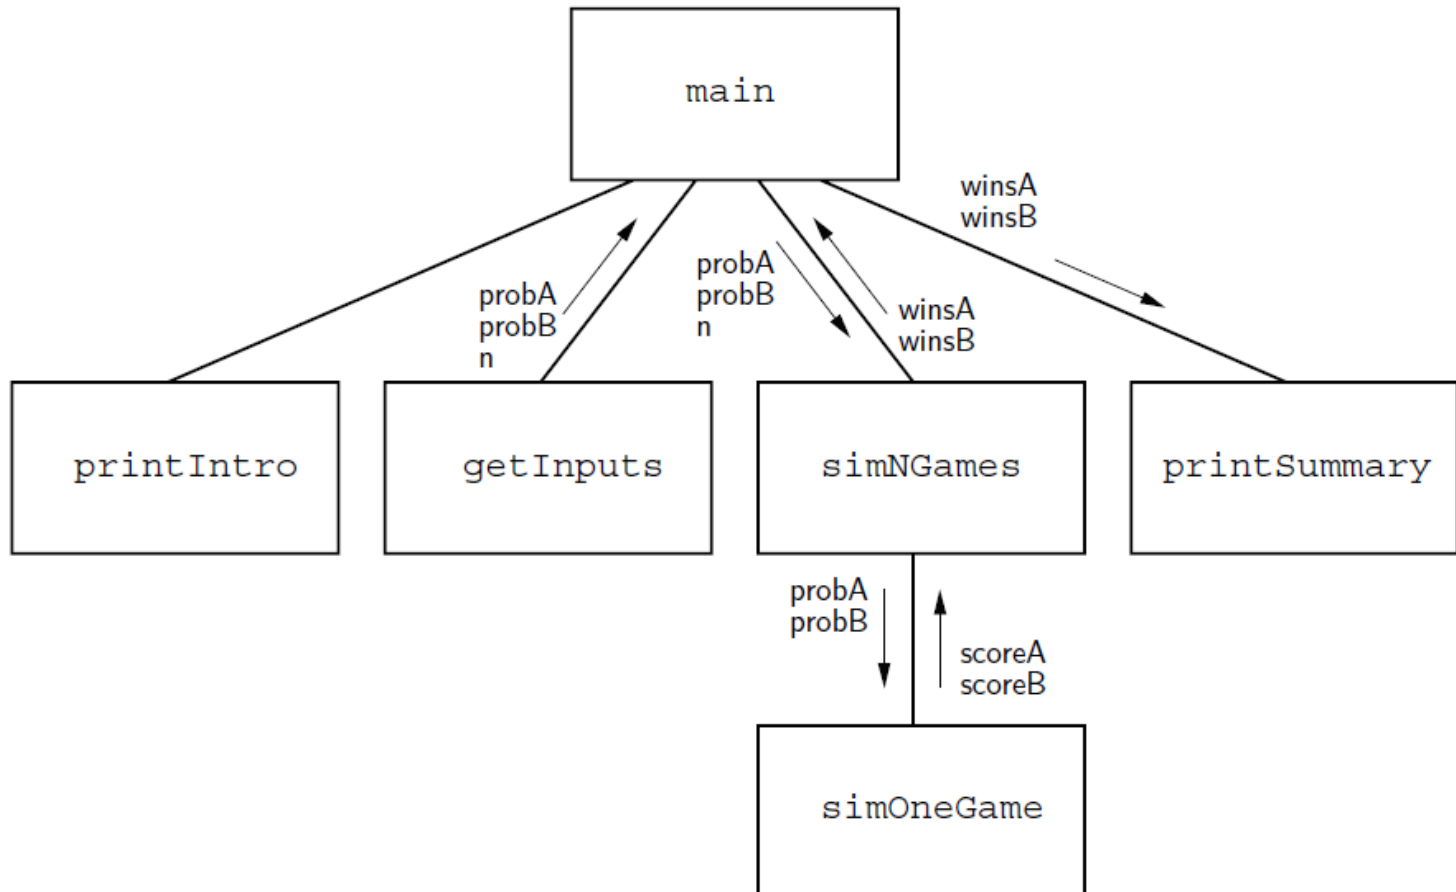 main
winsA
winsB
probA
probB
n
probA
probB
n
winsA
winsB
printIntro
getInputs
simNGames
printSummary
probA
probB
scoreA
scoreB
simOneGame